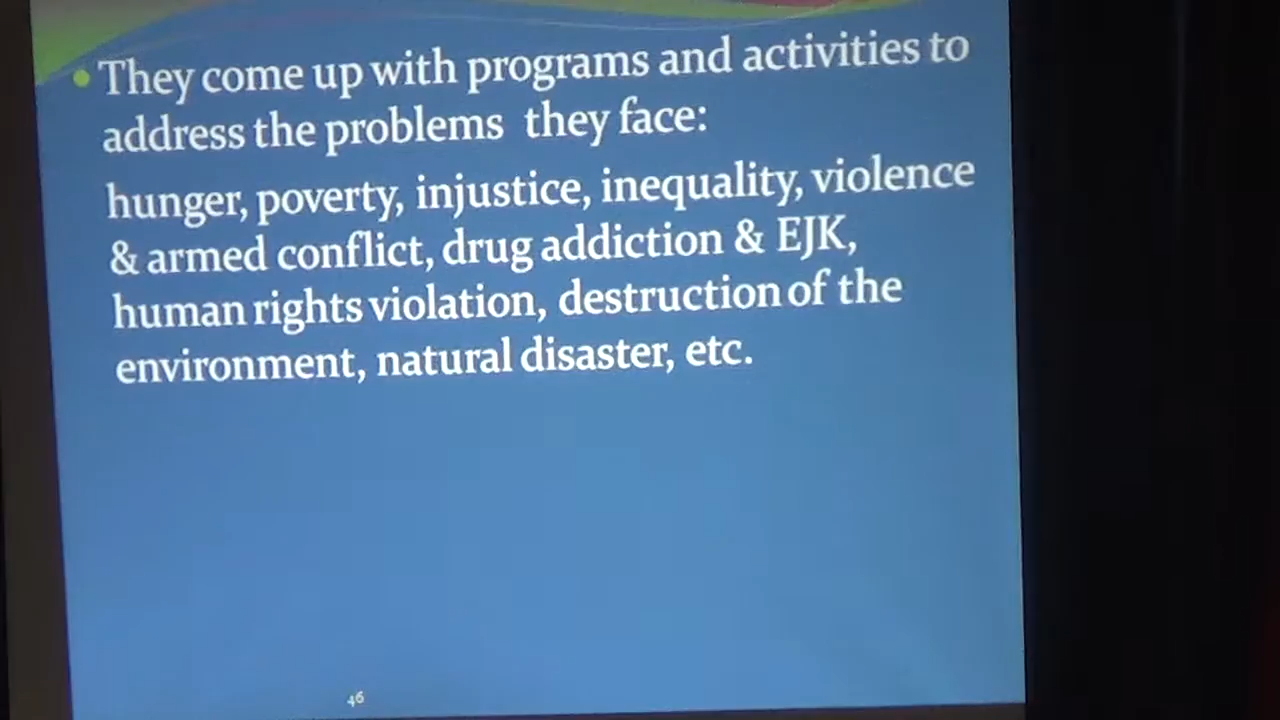 • They come up with programs and activities to
address the problems they face:
hunger, poverty, injustice, inequality, violence
& armed conflict, drug addiction & EJK,
human rights violation, destruction of the
environment, natural disaster, etc.
46